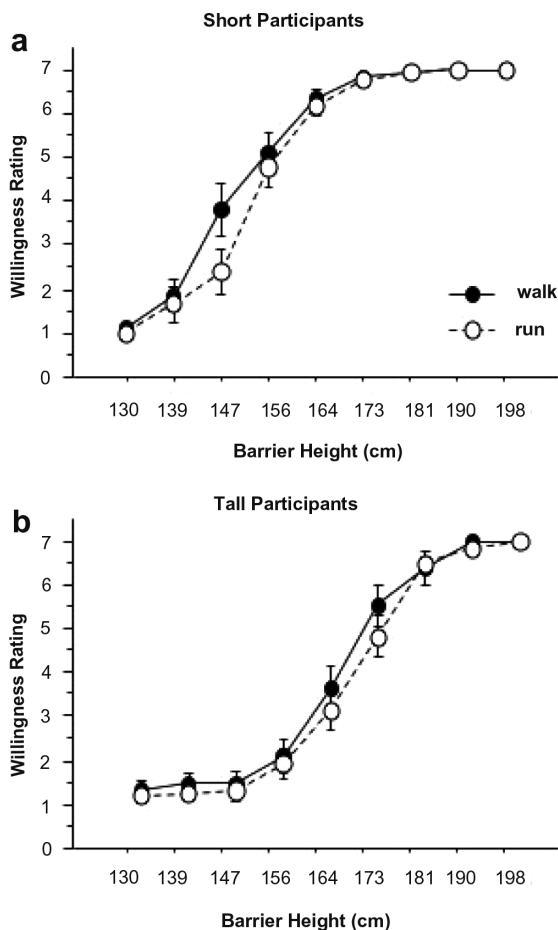 a
Short Participants
7
6
5
4
3
2
1
0
Willingness Rating
walk
run
130 139 147 156 164 173 181 190 198
Barrier Height (cm)
b
Tall Participants
7
6
5
4
3
2
1
0
Willingness Rating
130 139 147 156 164 173 181 190 198
Barrier Height (cm)